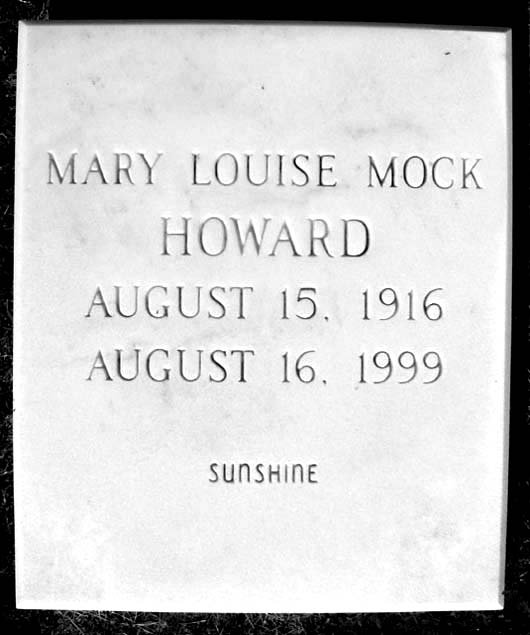 MARY LOUISE MOCK
HOWARD
AUGUST 15, 1916
AUGUST 16, 1999
SUNSHINE